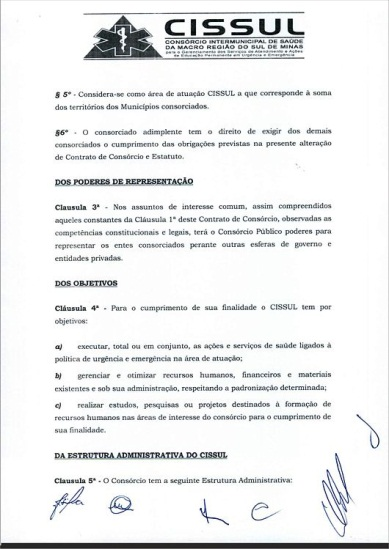 CISSUL
CONSÓRCIO INTERMUNICIPAL DE SAÚDE
DA MACRO REGIÃO DO SUL DE MINAS
para o Gerenciamento dos Serviços de Atendimento e Ações
de Educação Permanente em Urgência e Emergência
§ 5º - Considera-se como área de atuação CISSUL a que corresponde à soma
dos territórios dos Municípios consorciados.
§6º - O consorciado adimplente tem o direito de exigir dos demais
consorciados o cumprimento das obrigações previstas na presente alteração
de Contrato de Consórcio e Estatuto.
DOS PODERES DE REPRESENTAÇÃO
Clausula 3ª - Nos assuntos de interesse comum, assim compreendidos
aqueles constantes da Cláusula 1ª deste Contrato de Consórcio, observadas as
competências constitucionais e legais, terá o Consórcio Público poderes para
representar os entes consorciados perante outras esferas de governo e
entidades privadas.
DOS OBJETIVOS
Cláusula 4ª - Para o cumprimento de sua finalidade o CISSUL tem por
objetivos:
a) executar, total ou em conjunto, as ações e serviços de saúde ligados à
política de urgência e emergência na área de atuação;
b) gerenciar e otimizar recursos humanos, financeiros e materiais
existentes e sob sua administração, respeitando a padronização determinada;
c) realizar estudos, pesquisas ou projetos destinados à formação de
recursos humanos nas áreas de interesse do consórcio para o cumprimento de
sua finalidade.
DA ESTRUTURA ADMINISTRATIVA DO CISSUL
Clausula 5ª - O Consórcio tem a seguinte Estrutura Administrativa: